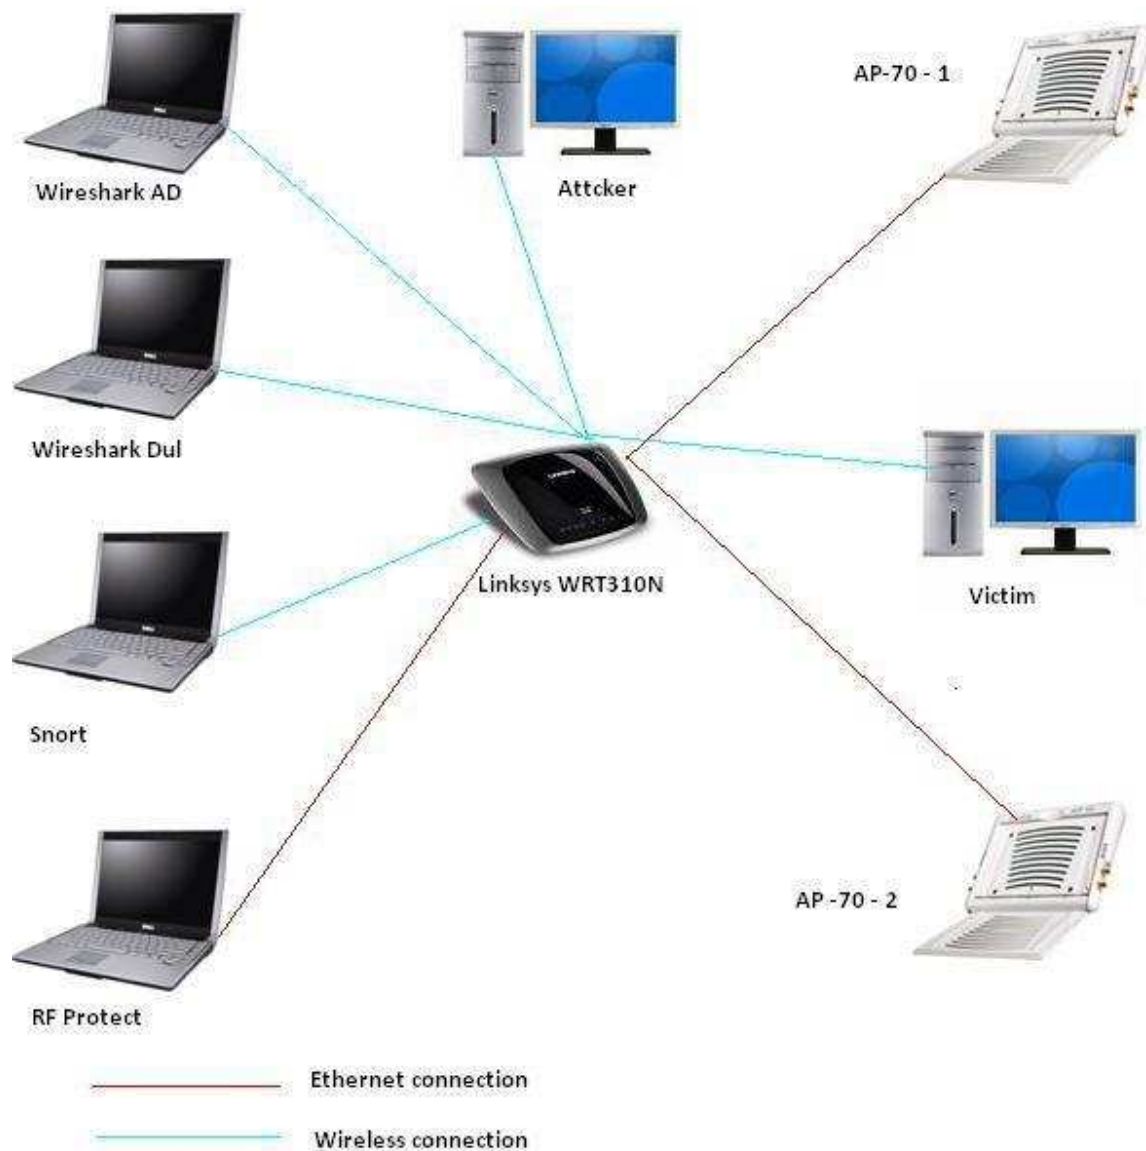 AP-70 - 1
Wireshark AD
Attcker
Wireshark Dul
Linksys WRT310N
Victim
Snort
AP -70 - 2
RF Protect
Ethernet connection
Wireless connection